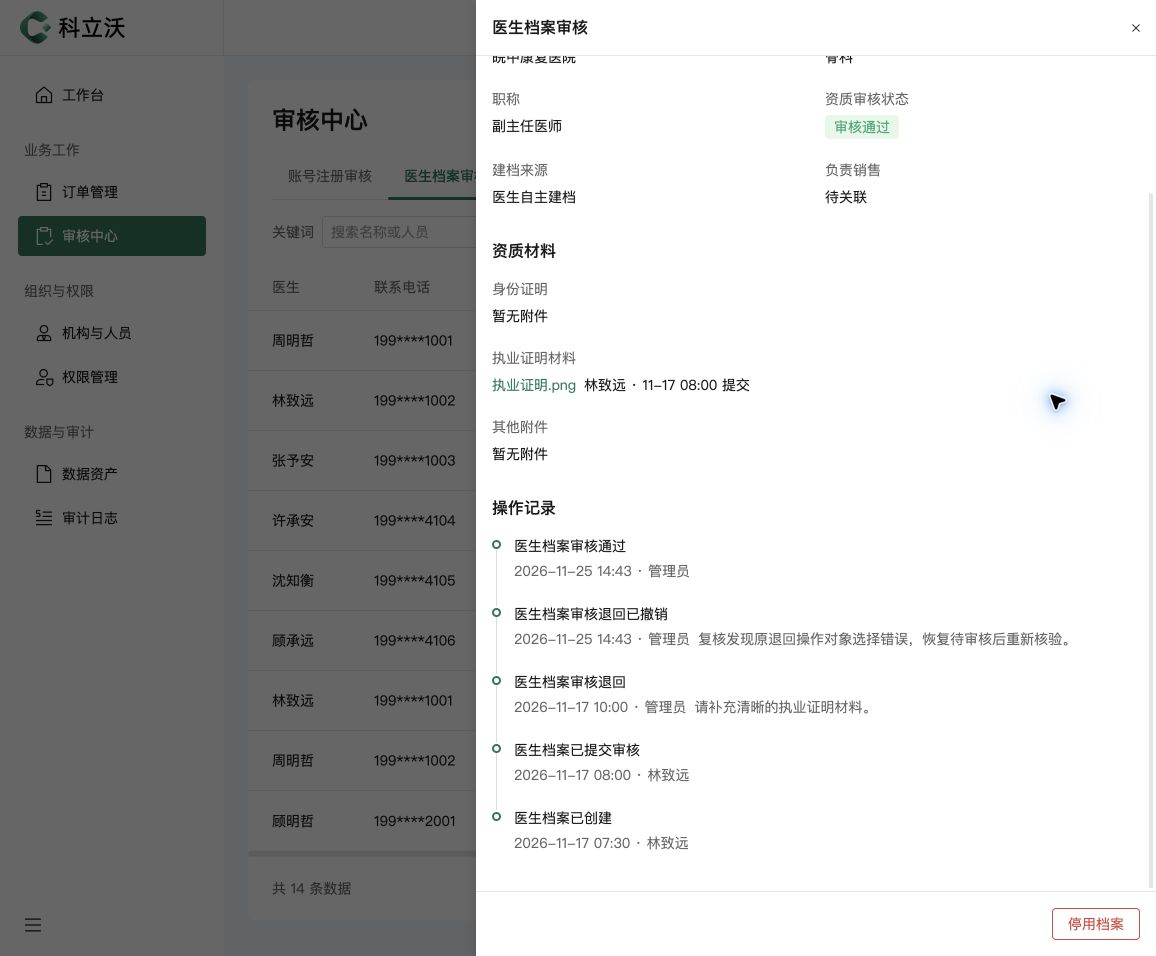 科立沃
工作台
业务工作
订单管理
审核中心
组织与权限
机构与人员
权限管理
数据与审计
数据资产
审计日志
审核中心
账号注册审核
医生档案审
关键词
搜索名称或人员
医生
联系电话
周明哲
199****1001
林致远
199****1002
张予安
199****1003
许承安
199****4104
沈知衡
199****4105
顾承远
199****4106
林致远
199****1001
周明哲
199****1002
顾明哲
199****2001
共 14 条数据
医生档案审核
皖中康复医院
骨科
职称
资质审核状态
副主任医师
审核通过
建档来源
负责销售
医生自主建档
待关联
资质材料
身份证明
暂无附件
执业证明材料
执业证明.png 林致远 · 11-17 08:00 提交
其他附件
暂无附件
操作记录
医生档案审核通过
2026-11-25 14:43 · 管理员
医生档案审核退回已撤销
2026-11-25 14:43 · 管理员 复核发现原退回操作对象选择错误，恢复待审核后重新核验。
医生档案审核退回
2026-11-17 10:00 · 管理员 请补充清晰的执业证明材料。
医生档案已提交审核
2026-11-17 08:00 · 林致远
医生档案已创建
2026-11-17 07:30 · 林致远
停用档案